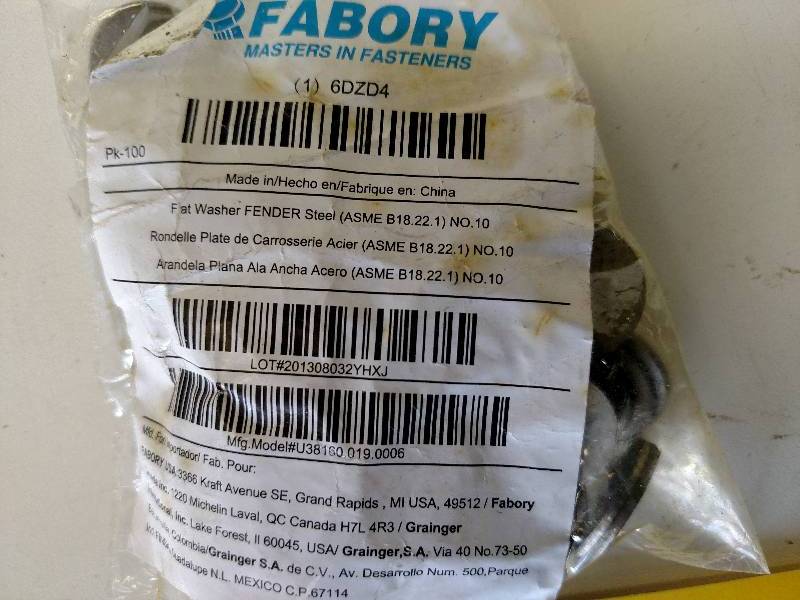 FABORY
MASTERS IN FASTENERS
(1) 6DZD4
Pk-100
Made in/Hecho en/Fabrique en: China
Flat Washer FENDER Steel (ASME B18.22.1) NO.10
Rondelle Plate de Carrosserie Acier (ASME B18.22.1) NO.10
Arandela Plana Ala Ancha Acero (ASME B18.22.1) NO.10
LOT#201308032YHXJ
Mfg.Model#U38160.019.0006
Mfd. For/ Fab. Pour:
FABORY USA-3366 Kraft Avenue SE, Grand Rapids , MI USA, 49512 / Fabory
Inc. 1220 Michelin Laval, QC Canada H7L 4R3 / Grainger
Inc. Lake Forest, Il 60045, USA/ Grainger,S.A. Via 40 No.73-50
Colombia/Grainger S.A. de C.V., Av. Desarrollo Num. 500,Parque
Guadalupe N.L. MEXICO C.P.67114